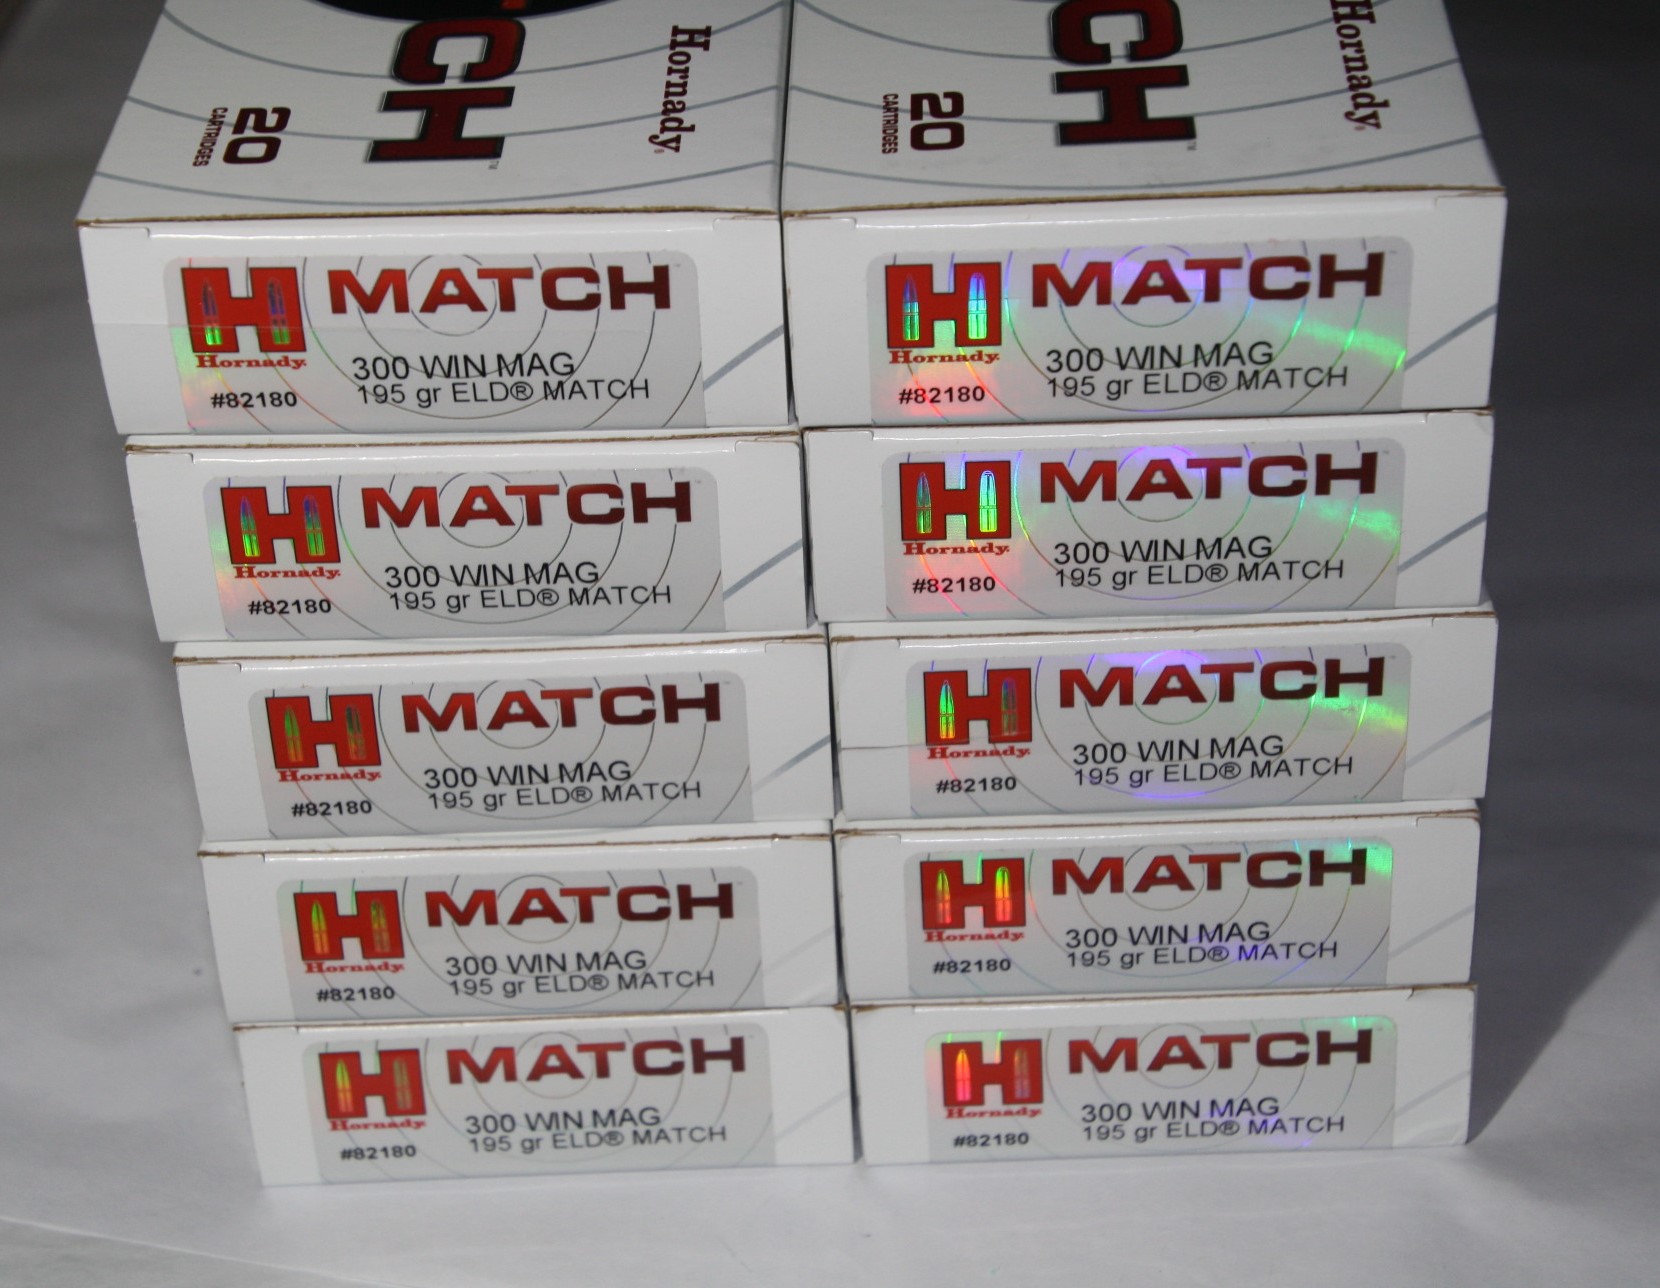 CH™
Hornady®
20
CARTRIDGES
CH™
Hornady®
20
CARTRIDGES
H MATCH™
Hornady®
300 WIN MAG
#82180 195 gr ELD® MATCH
H MATCH™
Hornady®
300 WIN MAG
#82180 195 gr ELD® MATCH
H MATCH
Hornady®
300 WIN MAG
#82180 195 gr ELD® MATCH
H MATCH
Hornady®
300 WIN MAG
#82180 195 gr ELD® MATCH
H MATCH
Hornady®
300 WIN MAG
#82180 195 gr ELD® MATCH
H MATCH
Hornady®
300 WIN MAG
#82180 195 gr ELD® MATCH
H MATCH
Hornady®
300 WIN MAG
#82180 195 gr ELD® MATCH
H MATCH
Hornady®
300 WIN MAG
#82180 195 gr ELD® MATCH
H MATCH
Hornady®
300 WIN MAG
#82180 195 gr ELD® MATCH
H MATCH
Hornady®
300 WIN MAG
#82180 195 gr ELD® MATCH